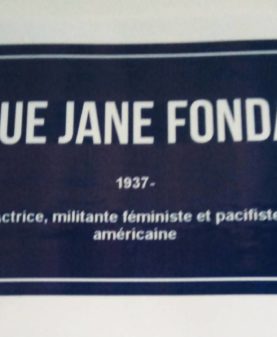 UE JANE FONDA
1937-
ctrice, militante féministe et pacifiste
américaine